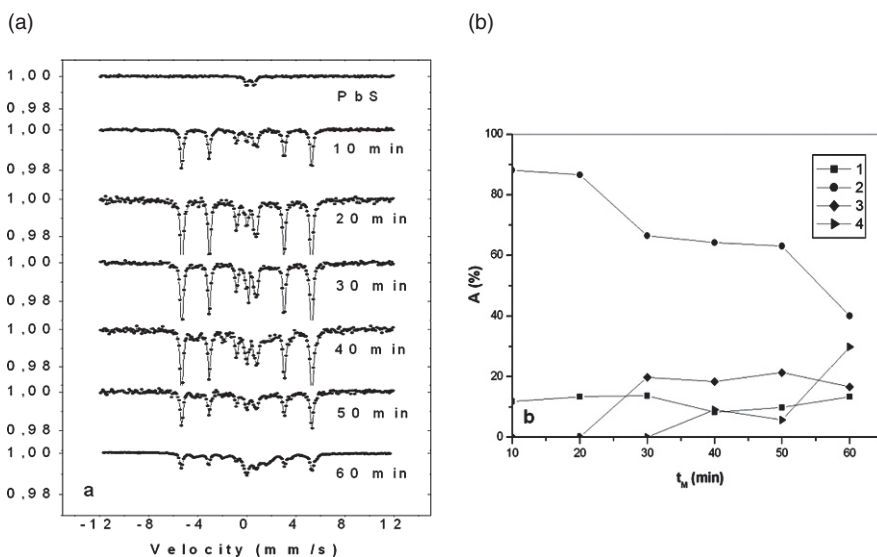 (a)
(b)
1,00
PbS
0,98
1,00
10 min
0,98
1,00
20 min
0,98
1,00
30 min
0,98
1,00
40 min
0,98
1,00
50 min
0,98
1,00
60 min
0,98
a
-12 -8 -4 0 4 8 12
Velocity (mm/s)
100
80
60
40
20
0
A (%)
1
2
3
4
b
10 20 30 40 50 60
tM (min)